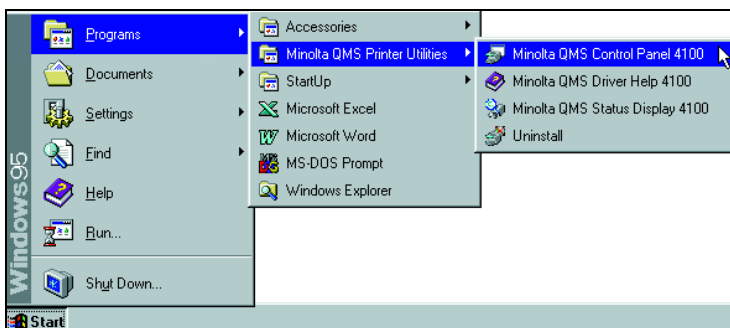 Programs
Documents
Settings
Find
Help
Run...
Shut Down...
Windows95
Start
Accessories
Minolta QMS Printer Utilities
StartUp
Microsoft Excel
Microsoft Word
MS-DOS Prompt
Windows Explorer
Minolta QMS Control Panel 4100
Minolta QMS Driver Help 4100
Minolta QMS Status Display 4100
Uninstall